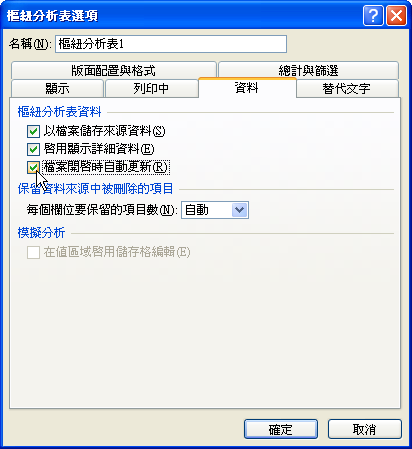 樞紐分析表選項
名稱(N): 樞紐分析表1
版面配置與格式 總計與篩選
顯示 列印中 資料 替代文字
樞紐分析表資料
以檔案儲存來源資料(S)
啓用顯示詳細資料(E)
檔案開啓時自動更新(R)
保留資料來源中被刪除的項目
每個欄位要保留的項目數(N): 自動
模擬分析
在值區域啓用儲存格編輯(E)
確定 取消